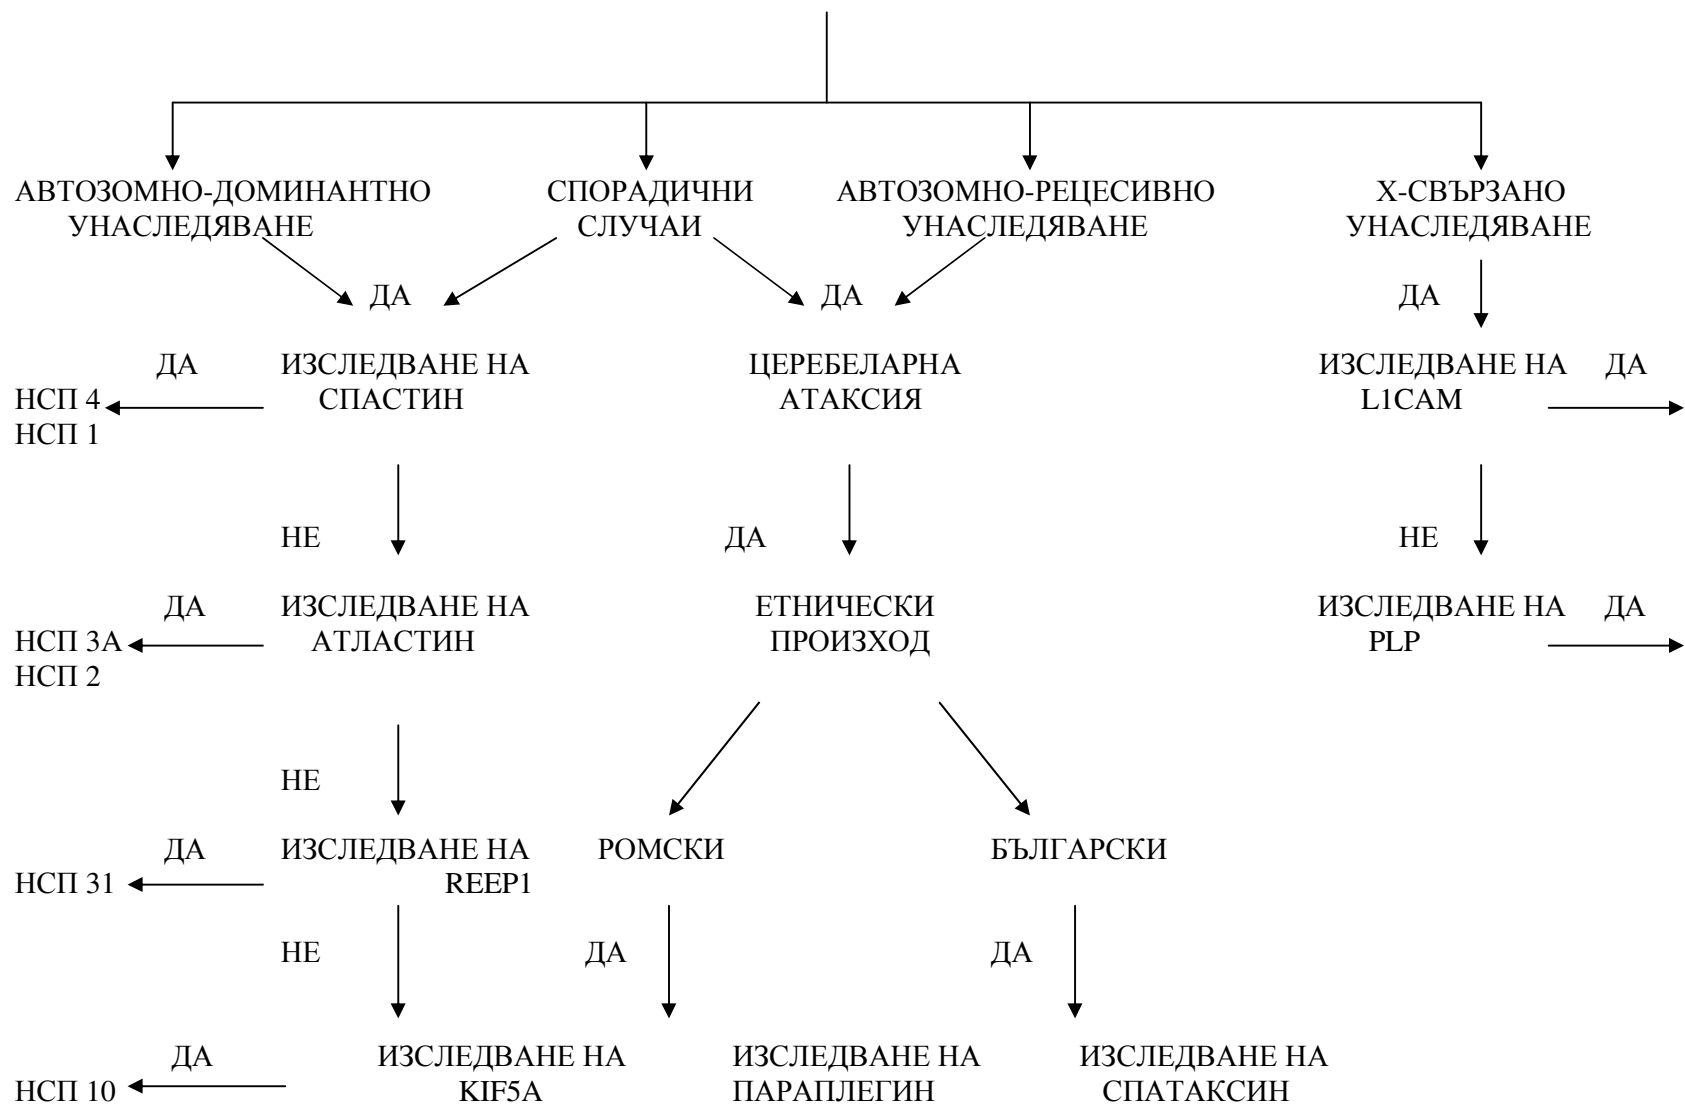 АВТОЗОМНО-ДОМИНАНТНО
УНАСЛЕДЯВАНЕ
СПОРАДИЧНИ
СЛУЧАИ
АВТОЗОМНО-РЕЦЕСИВНО
УНАСЛЕДЯВАНЕ
Х-СВЪРЗАНО
УНАСЛЕДЯВАНЕ
ДА
ДА
ДА
ДА
ИЗСЛЕДВАНЕ НА
СПАСТИН
ЦЕРЕБЕЛАРНА
АТАКСИЯ
ИЗСЛЕДВАНЕ НА
L1CAM
ДА
НСП 4
НСП 1
НЕ
ДА
НЕ
ДА
ИЗСЛЕДВАНЕ НА
АТЛАСТИН
ЕТНИЧЕСКИ
ПРОИЗХОД
ИЗСЛЕДВАНЕ НА
PLP
ДА
НСП 3А
НСП 2
НЕ
ДА
ИЗСЛЕДВАНЕ НА
REEP1
РОМСКИ
БЪЛГАРСКИ
НСП 31
НЕ
ДА
ДА
ДА
ИЗСЛЕДВАНЕ НА
KIF5A
ИЗСЛЕДВАНЕ НА
ПАРАПЛЕГИН
ИЗСЛЕДВАНЕ НА
СПАТАКСИН
НСП 10